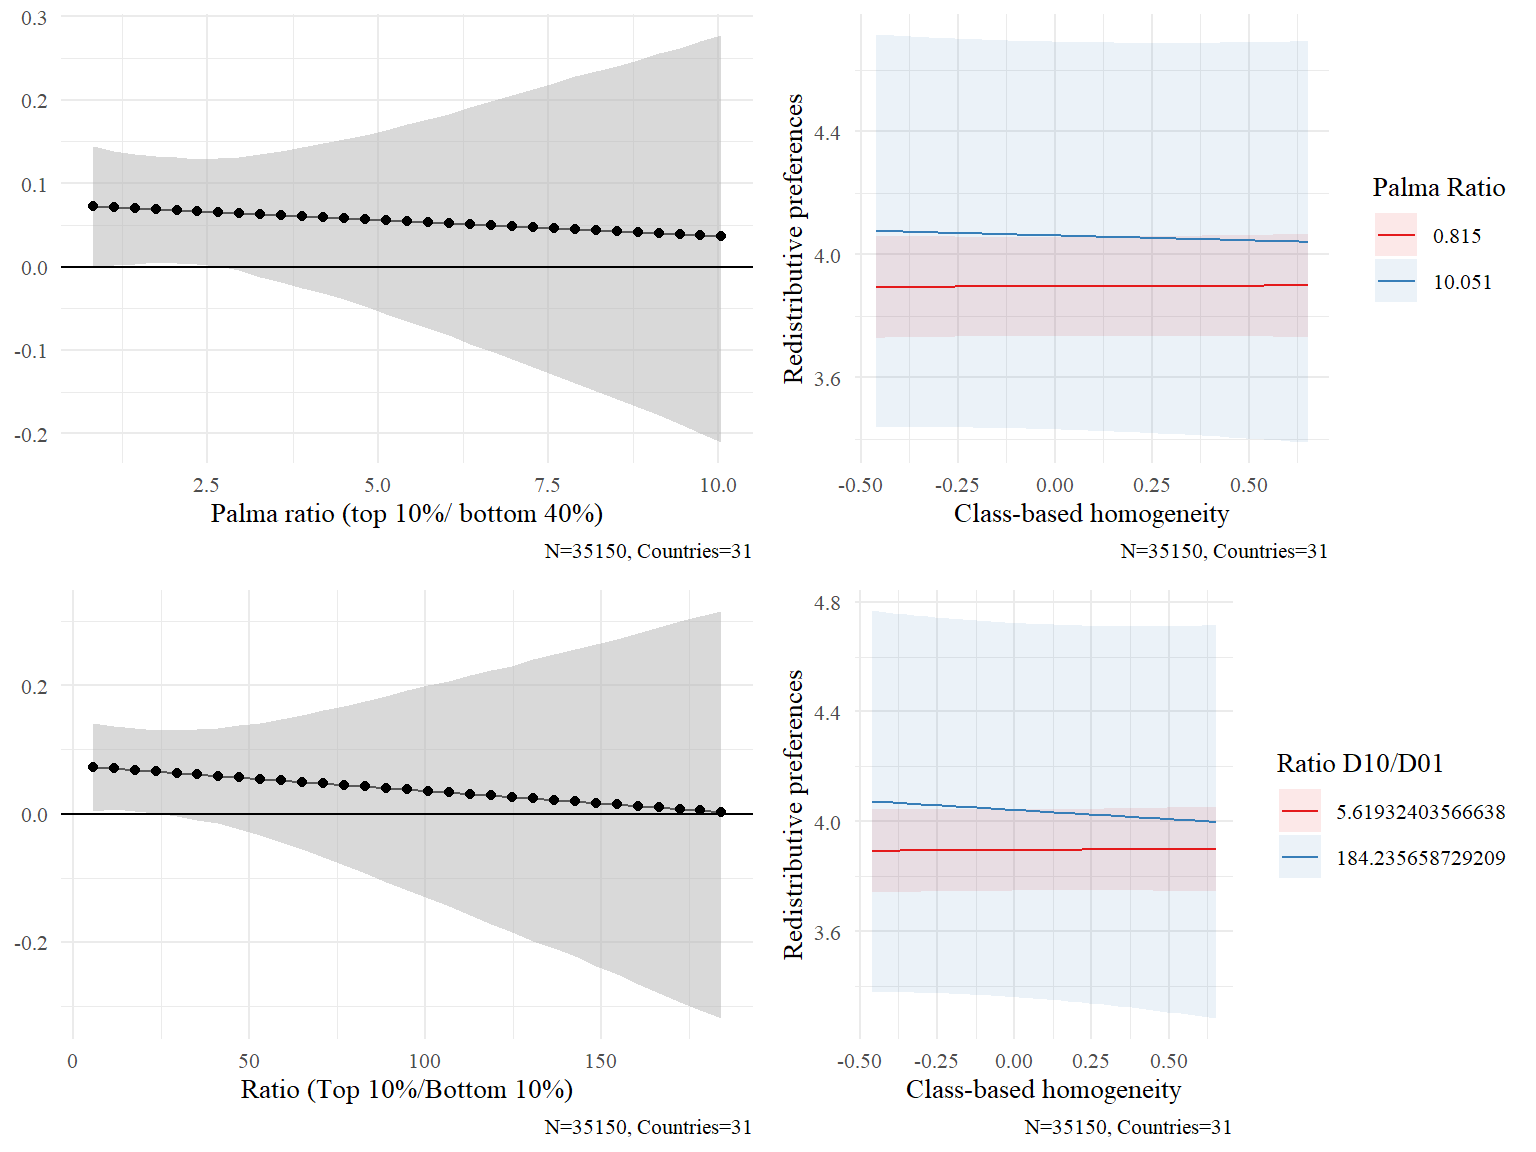 0.3
0.2
0.1
0.0
-0.1
-0.2
2.5 5.0 7.5 10.0
Palma ratio (top 10%/ bottom 40%)
N=35150, Countries=31
Redistributive preferences
4.4
4.0
3.6
-0.50 -0.25 0.00 0.25 0.50
Class-based homogeneity
N=35150, Countries=31
Palma Ratio
0.815
10.051
0.2
0.0
-0.2
0 50 100 150
Ratio (Top 10%/Bottom 10%)
N=35150, Countries=31
Redistributive preferences
4.8
4.4
4.0
3.6
-0.50 -0.25 0.00 0.25 0.50
Class-based homogeneity
N=35150, Countries=31
Ratio D10/D01
5.61932403566638
184.235658729209